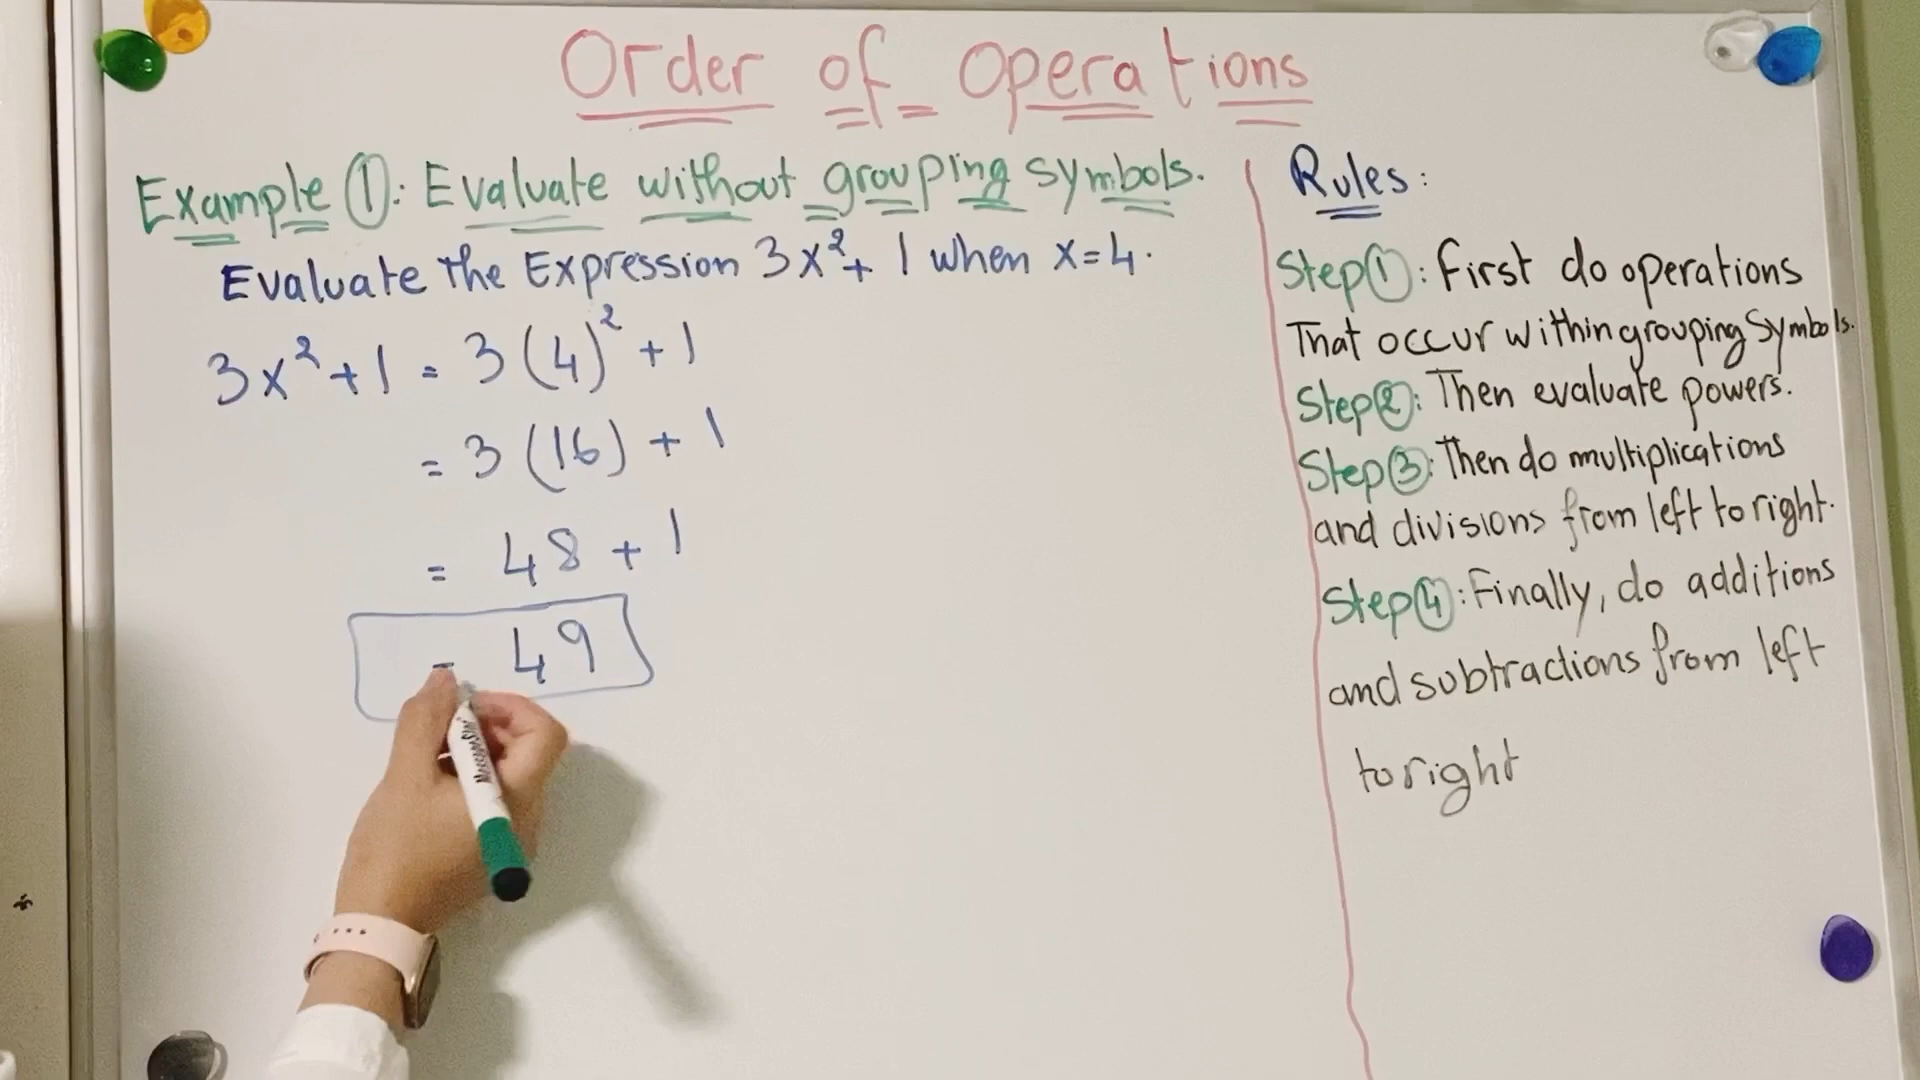 Order of Operations
Example ①: Evaluate without grouping symbols.
Evaluate the Expression 3x²+ 1 when x=4.
3x²+1 = 3(4)²+1
= 3(16)+1
= 48+1
= 49
Rules:
Step①: First do operations
That occur within grouping Symbols.
Step②: Then evaluate powers.
Step③: Then do multiplications
and divisions from left to right.
Step④: Finally, do additions
and subtractions from left
to right